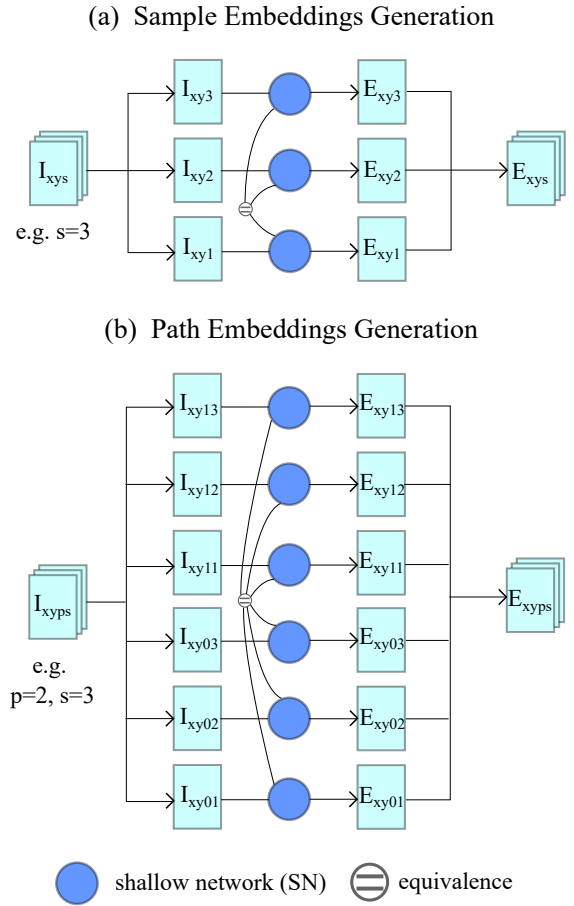 (a) Sample Embeddings Generation
I_xy3 E_xy3
I_xys I_xy2 E_xy2 E_xys
e.g. s=3
I_xy1 E_xy1
(b) Path Embeddings Generation
I_xy13 E_xy13
I_xy12 E_xy12
I_xy11 E_xy11
I_xyps E_xyps
I_xy03 E_xy03
e.g.
p=2, s=3
I_xy02 E_xy02
I_xy01 E_xy01
shallow network (SN) equivalence